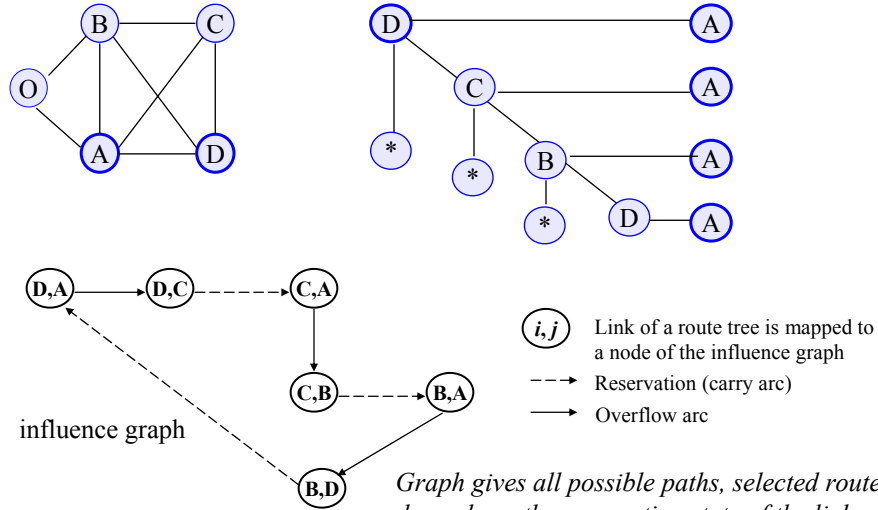 B C
O
A D
D A
C A
B A
* * *
D A
D,A D,C C,A
C,B B,A
B,D
influence graph
i, j Link of a route tree is mapped to
a node of the influence graph
Reservation (carry arc)
Overflow arc
Graph gives all possible paths, selected route